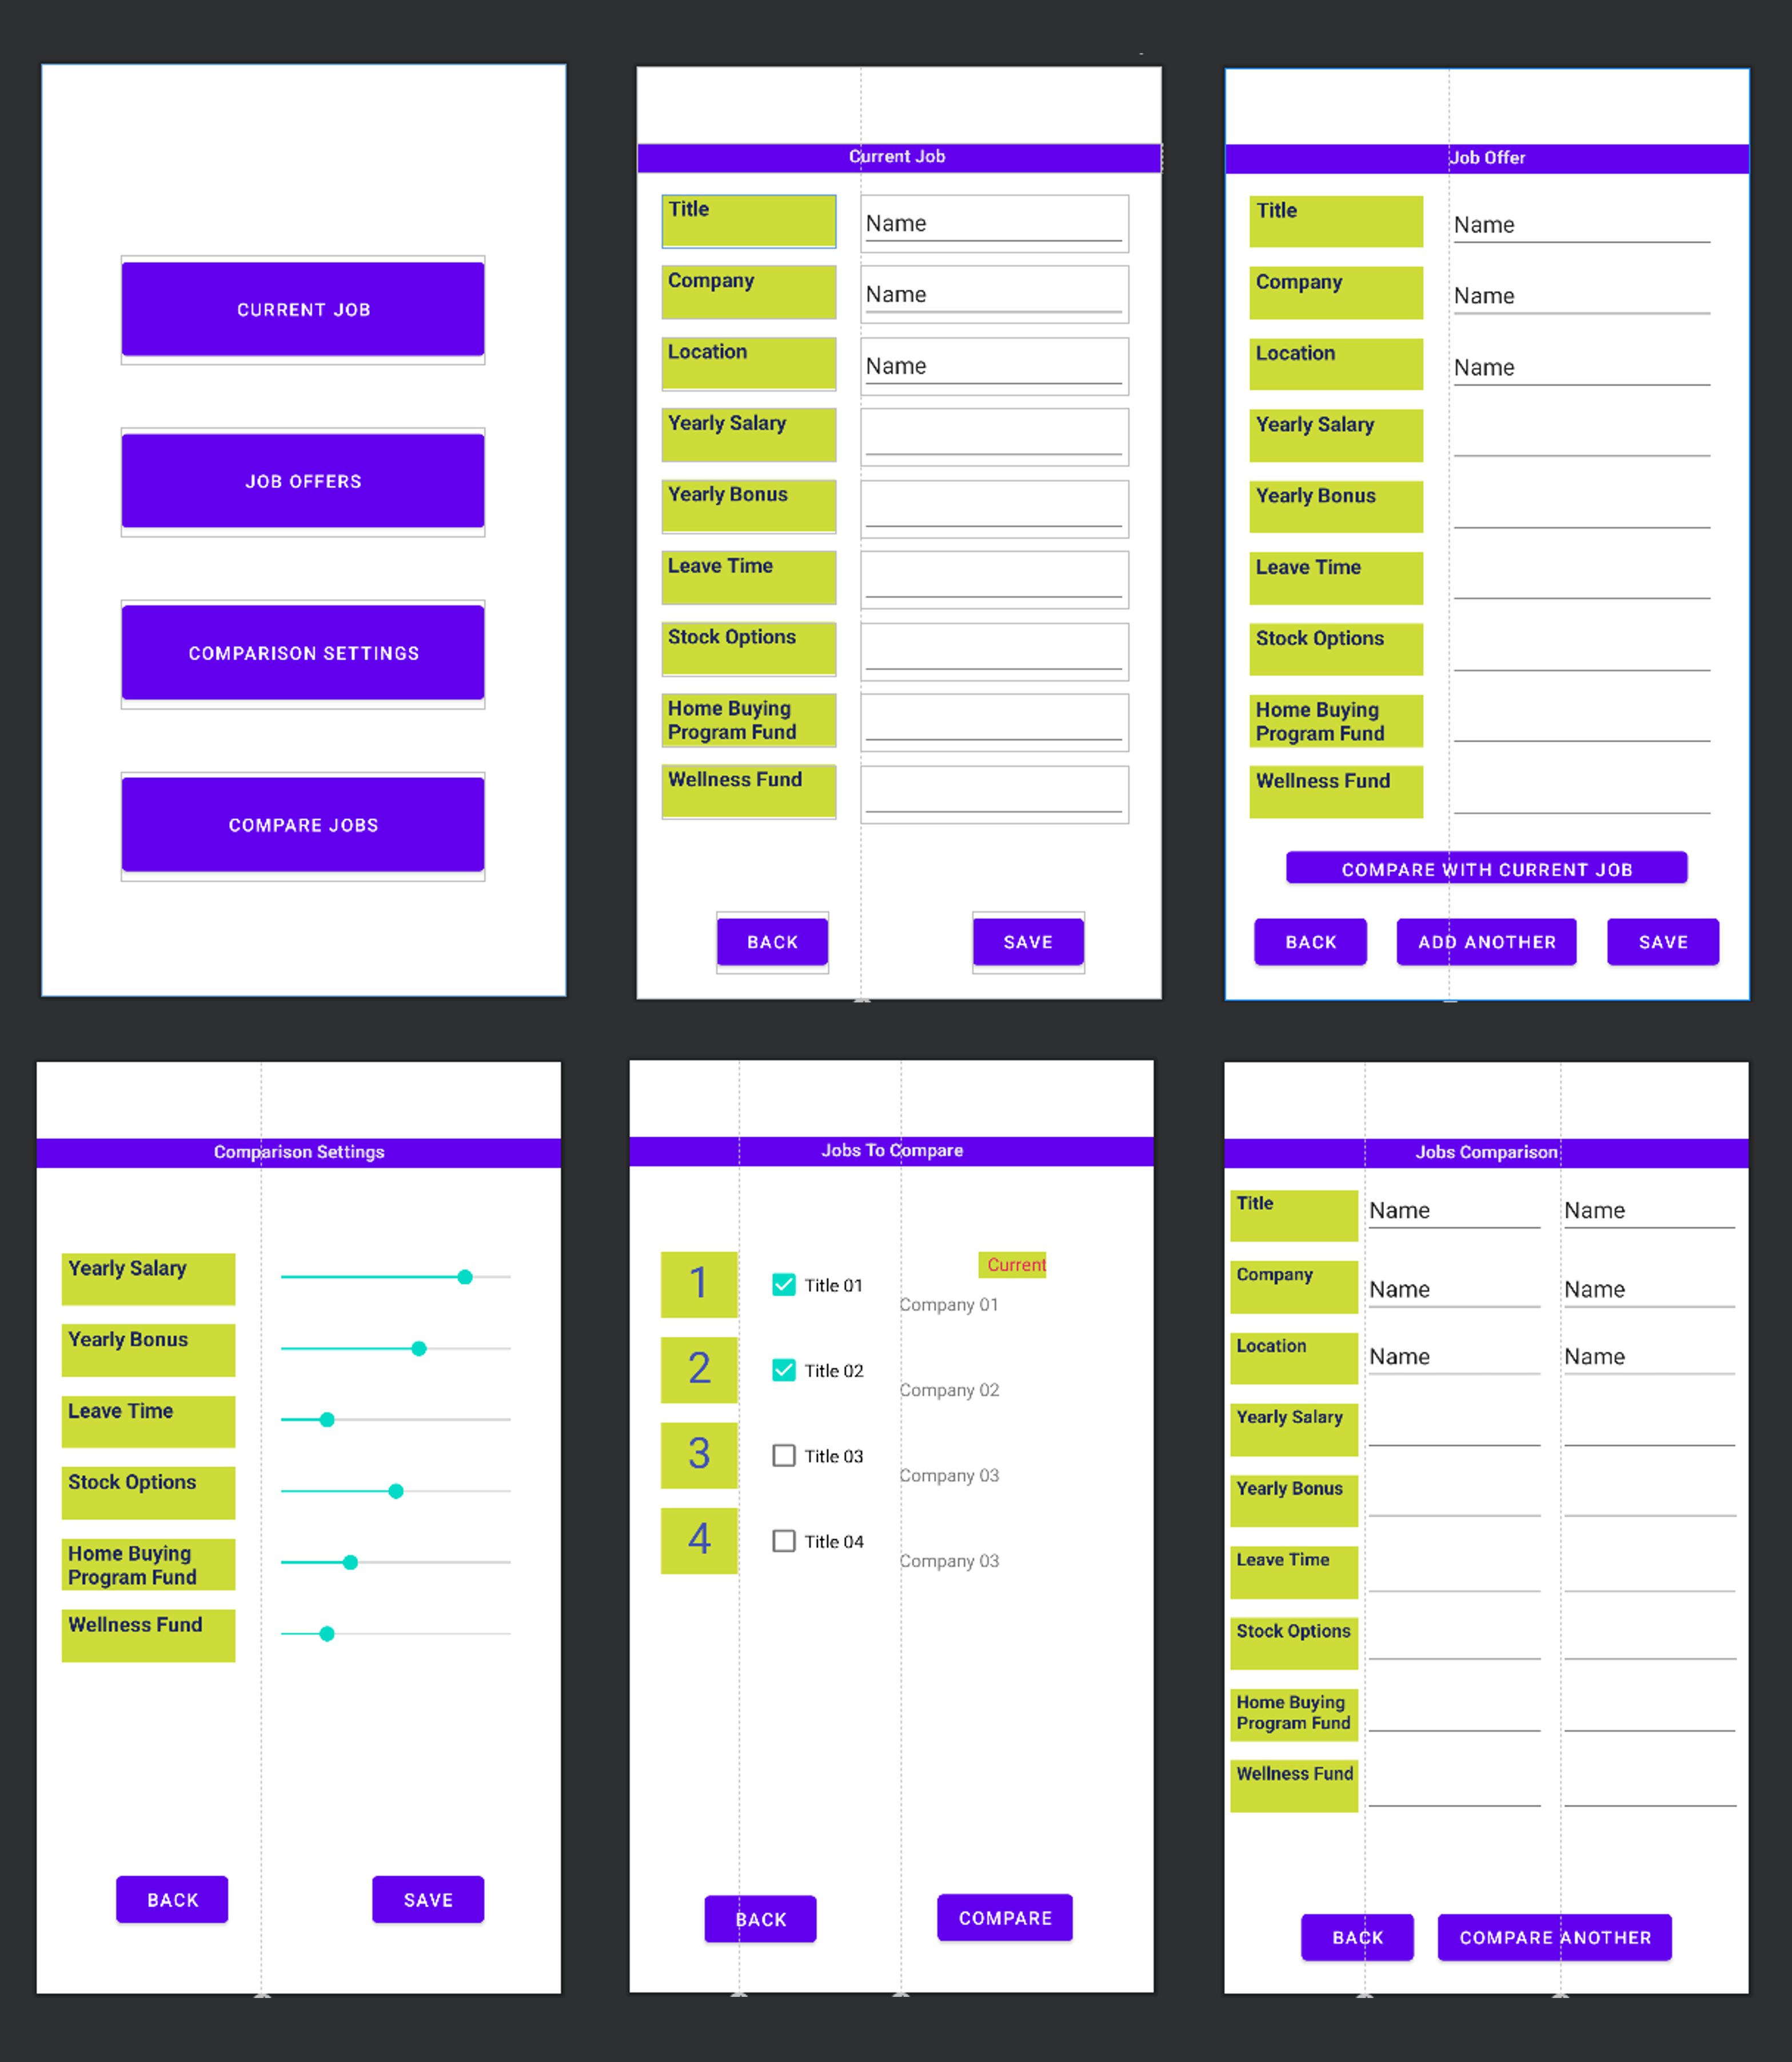 CURRENT JOB
JOB OFFERS
COMPARISON SETTINGS
COMPARE JOBS
Current Job
Title
Name
Company
Name
Location
Name
Yearly Salary
Yearly Bonus
Leave Time
Stock Options
Home Buying
Program Fund
Wellness Fund
BACK
SAVE
Job Offer
Title
Name
Company
Name
Location
Name
Yearly Salary
Yearly Bonus
Leave Time
Stock Options
Home Buying
Program Fund
Wellness Fund
COMPARE WITH CURRENT JOB
BACK
ADD ANOTHER
SAVE
Comparison Settings
Yearly Salary
Yearly Bonus
Leave Time
Stock Options
Home Buying
Program Fund
Wellness Fund
BACK
SAVE
Jobs To Compare
1
Title 01
Current
Company 01
2
Title 02
Company 02
3
Title 03
Company 03
4
Title 04
Company 03
BACK
COMPARE
Jobs Comparison
Title
Name
Name
Company
Name
Name
Location
Name
Name
Yearly Salary
Yearly Bonus
Leave Time
Stock Options
Home Buying
Program Fund
Wellness Fund
BACK
COMPARE ANOTHER